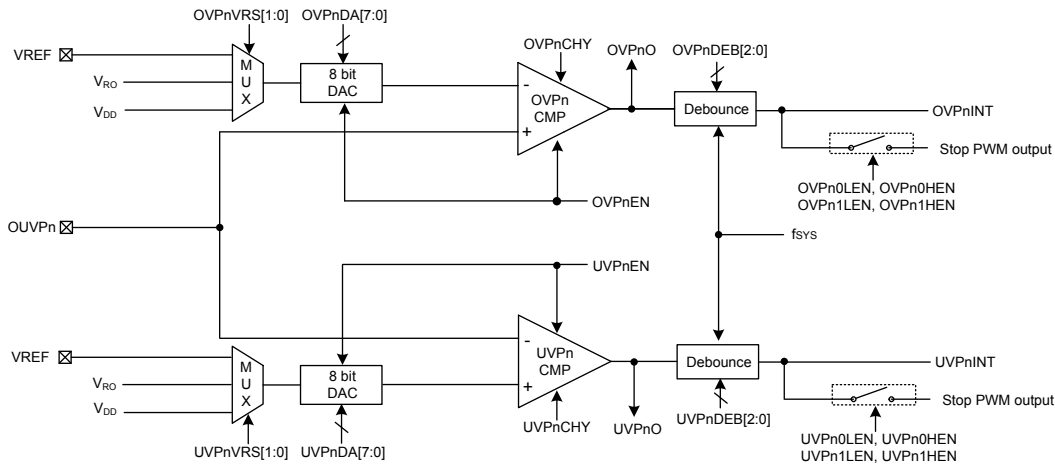 OVPnVRS[1:0]
OVPnDA[7:0]
OVPnCHY
OVPnO
OVPnDEB[2:0]
VREF
VRO
VDD
M
U
X
8 bit
DAC
-
OVPn
CMP
+
Debounce
OVPnINT
Stop PWM output
OVPn0LEN, OVPn0HEN
OVPn1LEN, OVPn1HEN
OVPnEN
OUVPn
fSYS
UVPnEN
VREF
VRO
VDD
M
U
X
8 bit
DAC
-
UVPn
CMP
+
Debounce
UVPnINT
Stop PWM output
UVPnVRS[1:0]
UVPnDA[7:0]
UVPnCHY
UVPnO
UVPnDEB[2:0]
UVPn0LEN, UVPn0HEN
UVPn1LEN, UVPn1HEN